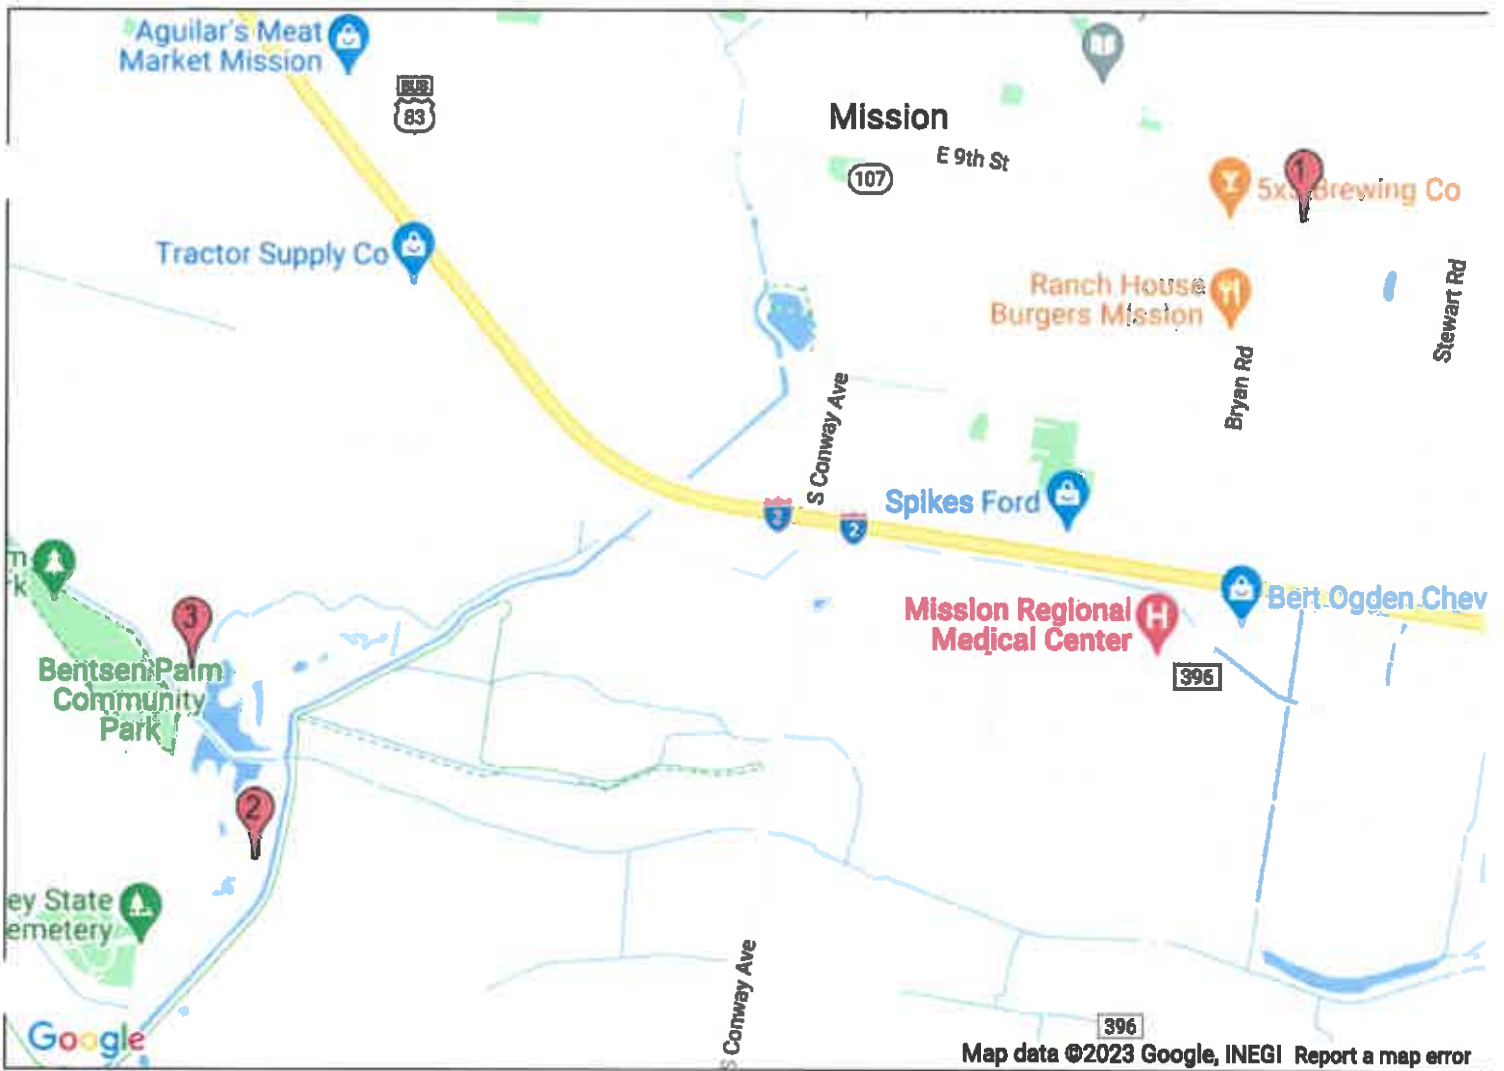 Aguilar's Meat
Market Mission
83
Mission
E 9th St
107
1
5x5 Brewing Co
Tractor Supply Co
Ranch House
Burgers Mission
Stewart Rd
Bryan Rd
S Conway Ave
Spikes Ford
2
2
m
k
3
Bentsen Palm
Community
Park
Mission Regional
Medical Center
H
Bert Ogden Chev
396
2
ey State
emetery
S Conway Ave
Google
396
Map data ©2023 Google, INEGI Report a map error